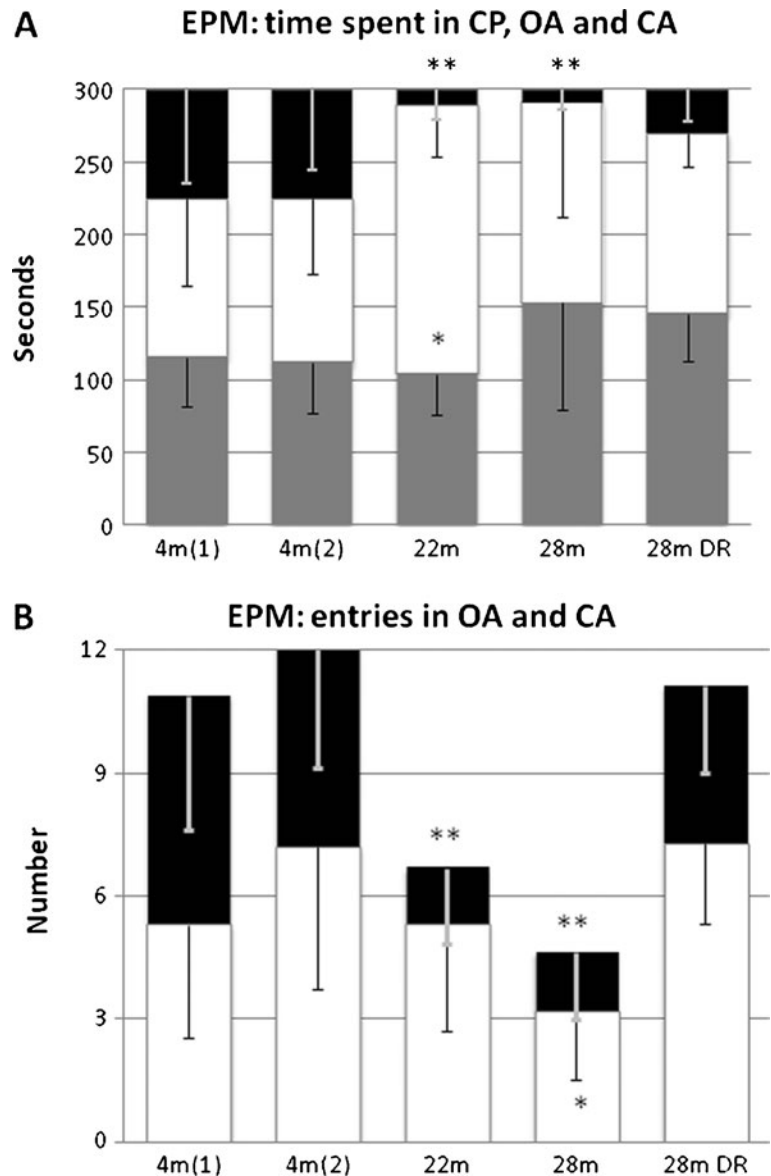 A EPM: time spent in CP, OA and CA
300
250
200
150
100
50
0
Seconds
** **
*
4m(1) 4m(2) 22m 28m 28m DR
B EPM: entries in OA and CA
12
9
6
3
0
Number
**
**
*
4m(1) 4m(2) 22m 28m 28m DR